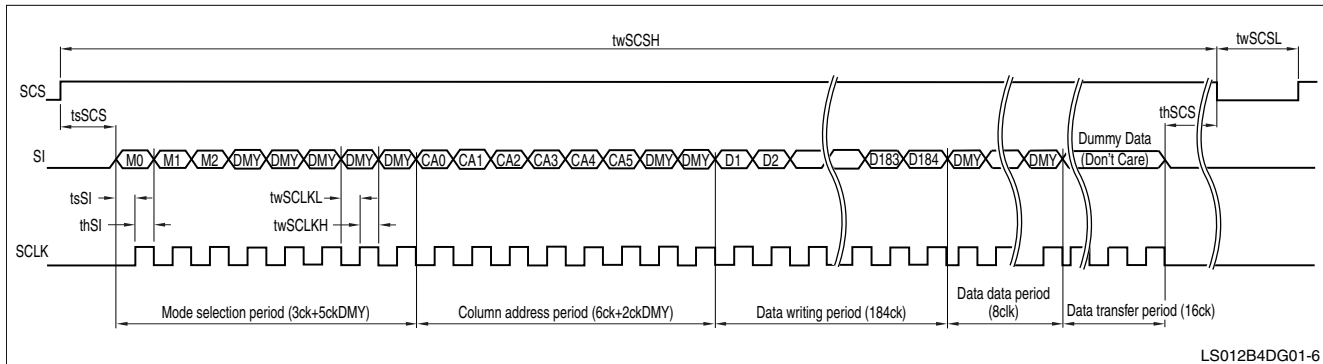 twSCSH
twSCSL
SCS
tsSCS
thSCS
SI
M0 M1 M2 DMY DMY DMY DMY DMY CA0 CA1 CA2 CA3 CA4 CA5 DMY DMY D1 D2 D183 D184 DMY DMY
Dummy Data
(Don't Care)
tsSI
thSI
twSCLKL
twSCLKH
SCLK
Mode selection period (3ck+5ckDMY)
Column address period (6ck+2ckDMY)
Data writing period (184ck)
Data data period
(8clk)
Data transfer period (16ck)
LS012B4DG01-6